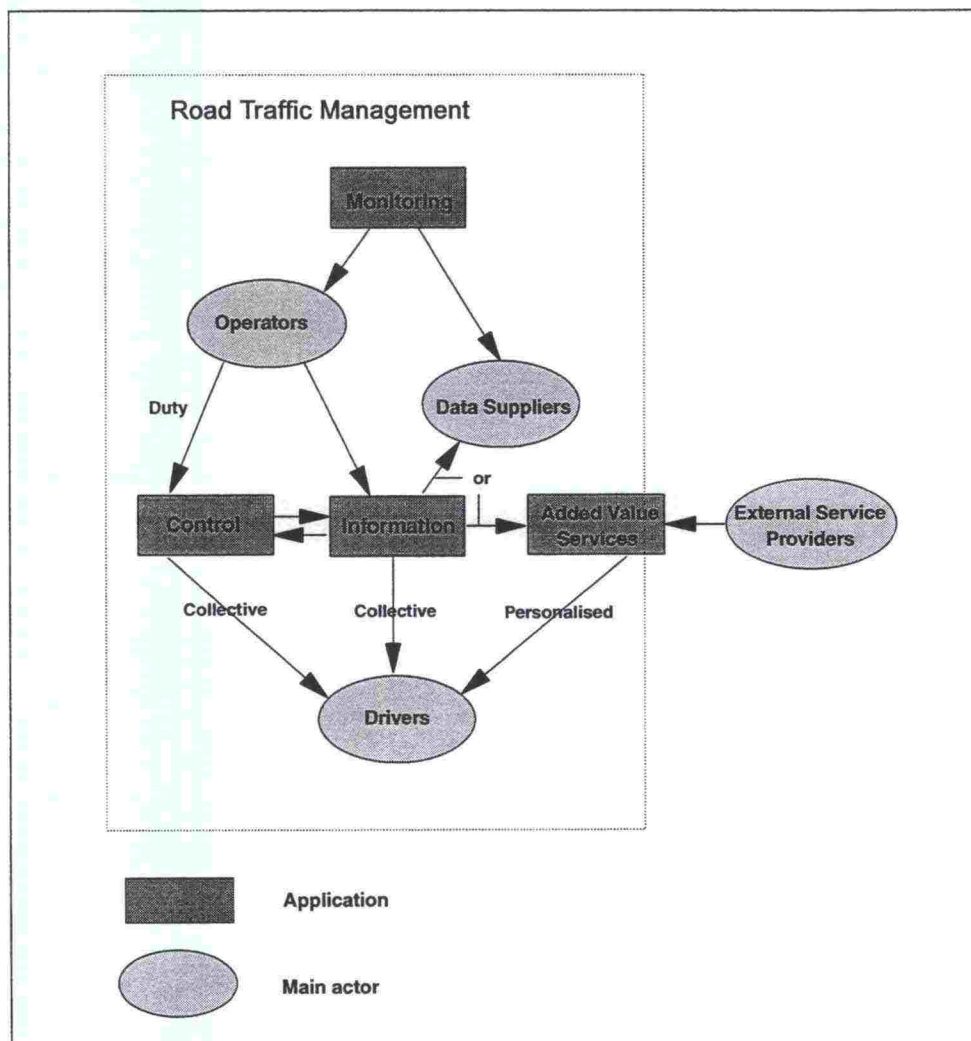 Road Traffic Management
Monitoring
Operators
Data Suppliers
Duty
or
Control
Information
Added Value
Services
External Service
Providers
Collective
Collective
Personalised
Drivers
Application
Main actor